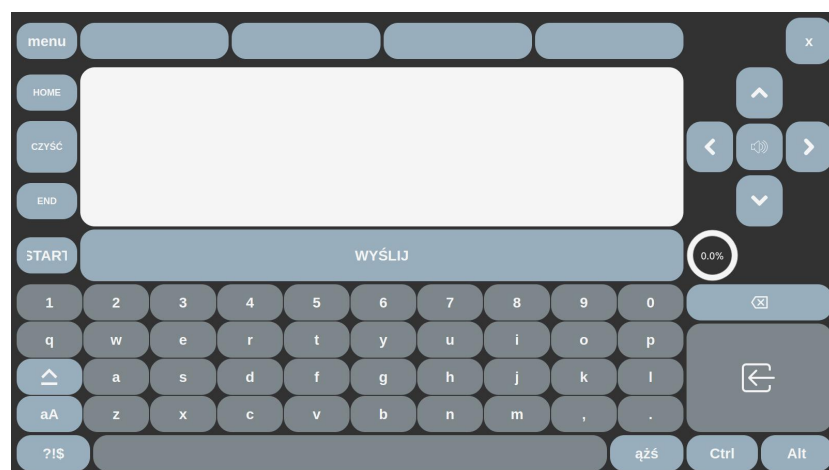 menu x
HOME
CZYŚĆ
END
START WYŚLIJ 0.0%
1 2 3 4 5 6 7 8 9 0
q w e r t y u i o p
a s d f g h j k l
aA z x c v b n m , .
?!$ ąźś Ctrl Alt